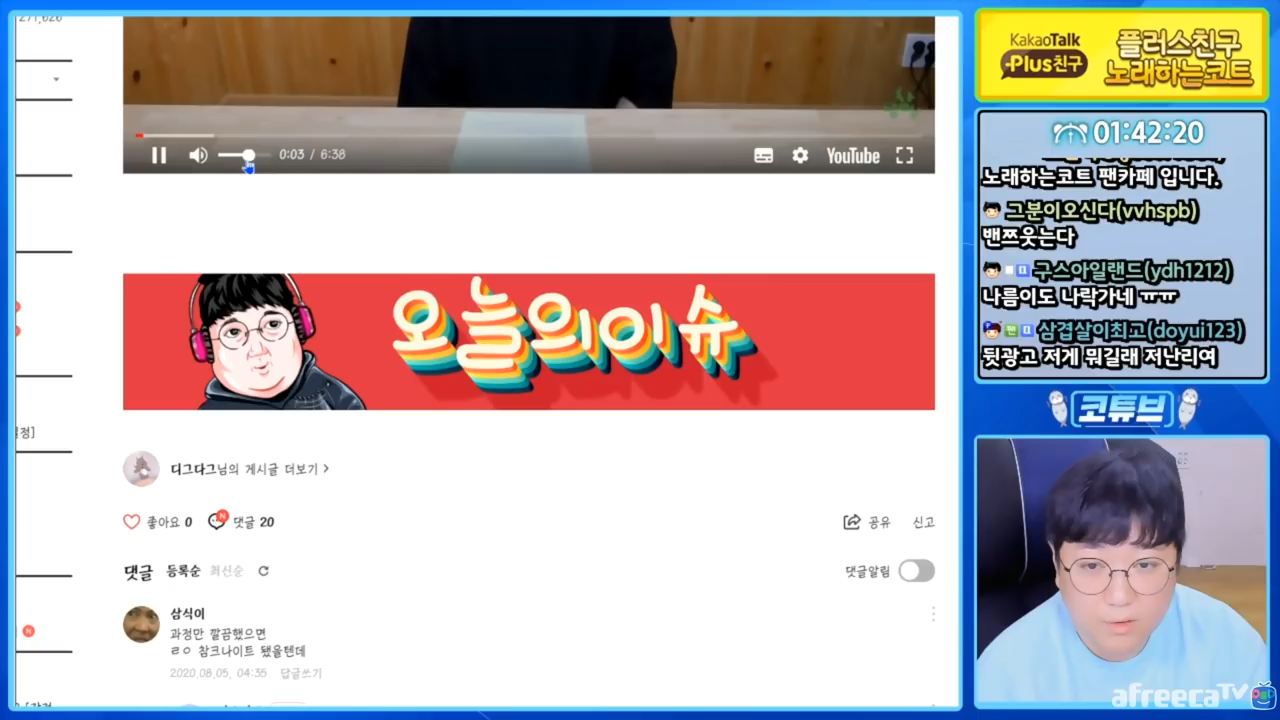 271,626
0:03 / 6:38
YouTube
오늘의이슈
디그다그님의 게시글 더보기 >
좋아요 0
댓글 20
공유
신고
댓글
등록순
최신순
댓글알림
삼식이
과정만 깔끔했으면
ㄹㅇ 참크나이트 됐을텐데
2020.08.05. 04:35
답글쓰기
KakaoTalk
Plus친구
플러스친구
노래하는코트
01:42:20
노래하는코트 팬카페 입니다.
그분이오신다(vvhspb)
밴쯔웃는다
구스아일랜드(ydh1212)
나름이도 나락가네 ㅠㅠ
삼겹살이최고(doyui123)
뒷광고 저게 뭐길래 저난리여
코튜브
afreecaTV